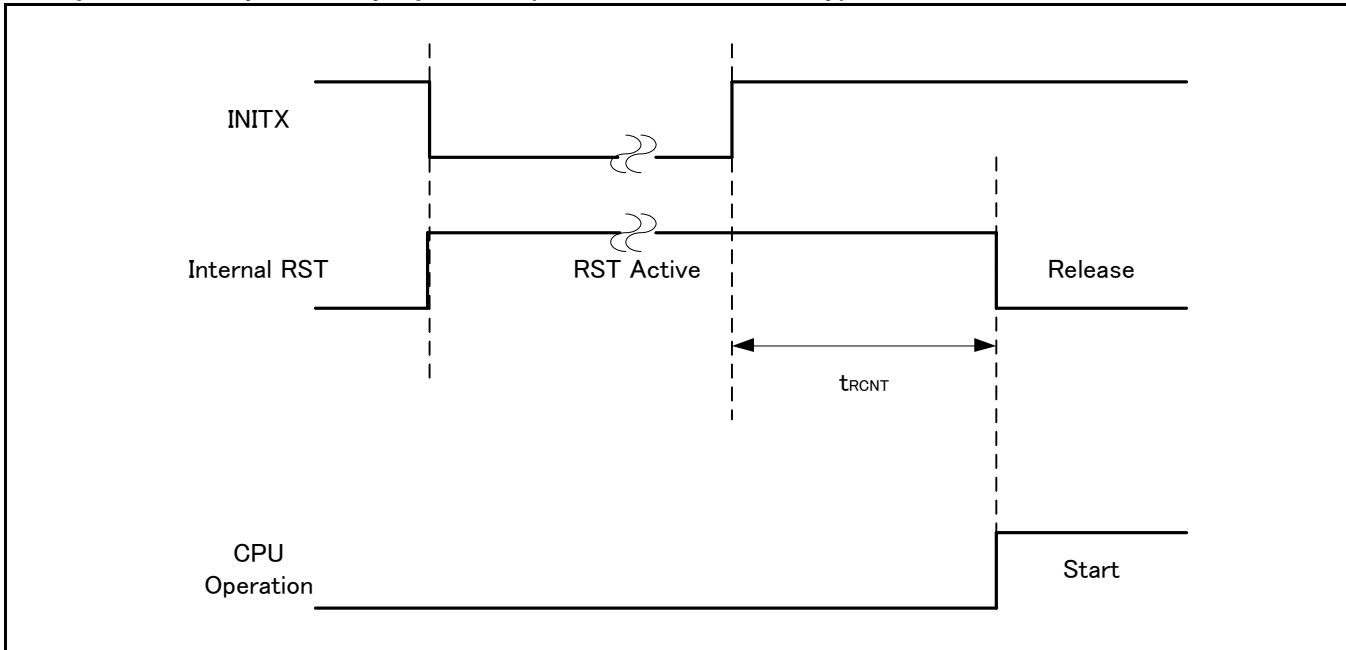 INITX
Internal RST
RST Active
Release
tRCNT
CPU
Operation
Start